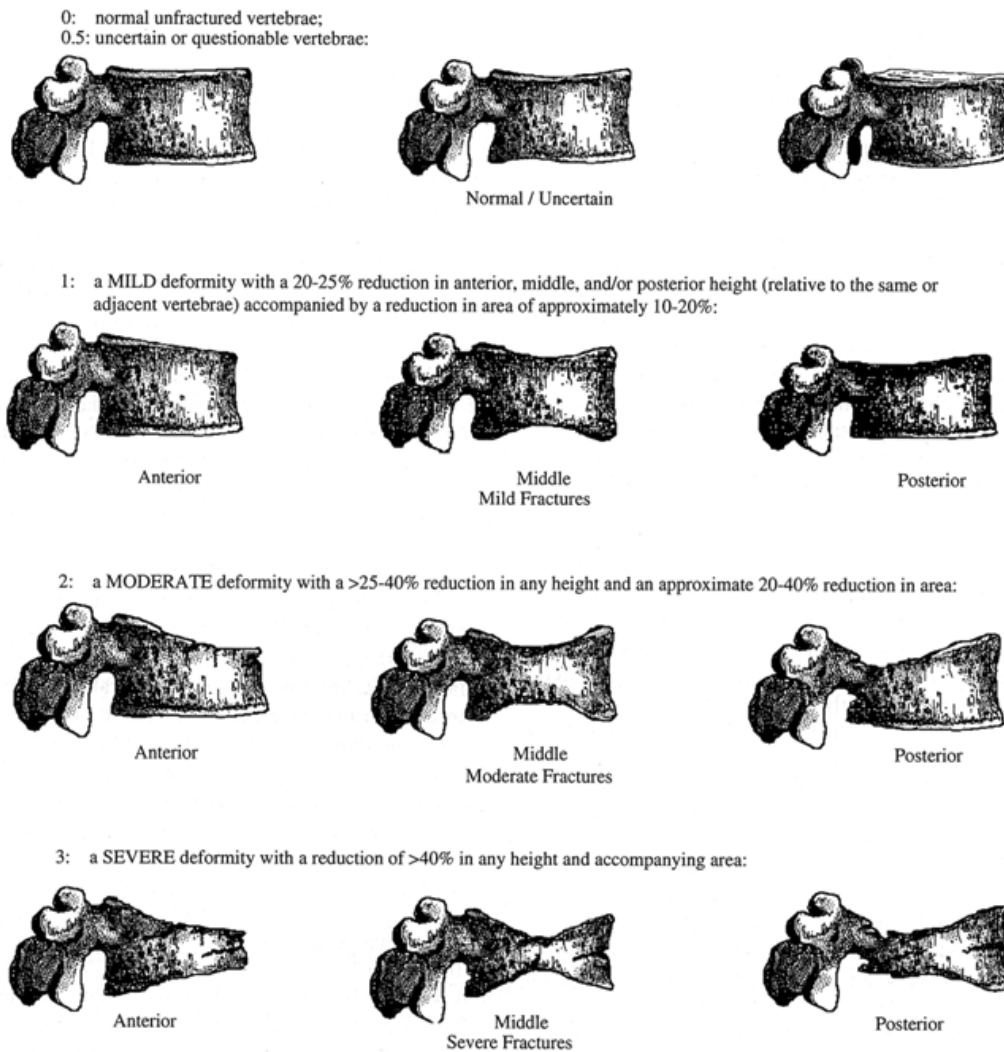 0: normal unfractured vertebrae;
0.5: uncertain or questionable vertebrae:
Normal / Uncertain
1: a MILD deformity with a 20-25% reduction in anterior, middle, and/or posterior height (relative to the same or
adjacent vertebrae) accompanied by a reduction in area of approximately 10-20%:
Anterior
Middle
Posterior
Mild Fractures
2: a MODERATE deformity with a >25-40% reduction in any height and an approximate 20-40% reduction in area:
Anterior
Middle
Posterior
Moderate Fractures
3: a SEVERE deformity with a reduction of >40% in any height and accompanying area:
Anterior
Middle
Posterior
Severe Fractures